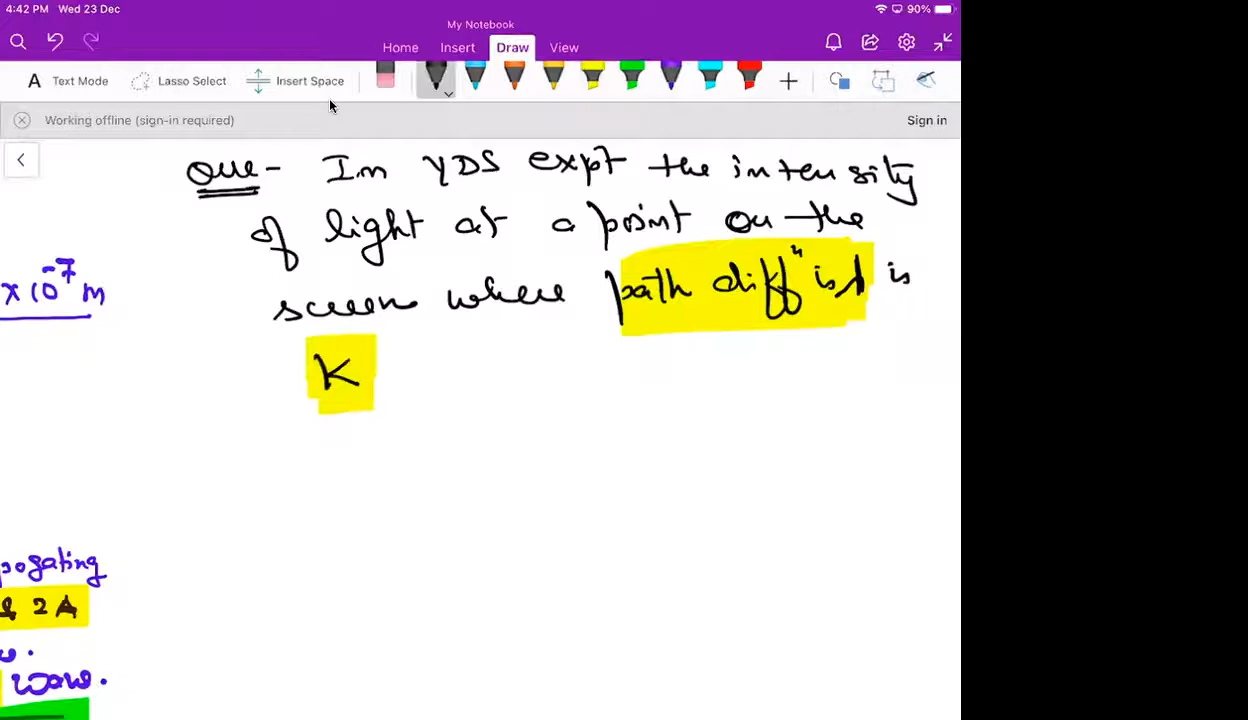 4:42 PM Wed 23 Dec
90%
My Notebook
Home Insert Draw View
A Text Mode Lasso Select Insert Space
Working offline (sign-in required) Sign in
Que- In YDS expt the intensity
of light at a point on the
screen where path diffⁿ is λ is
K
x10⁻⁷ m
pogating
& 2A
wave.